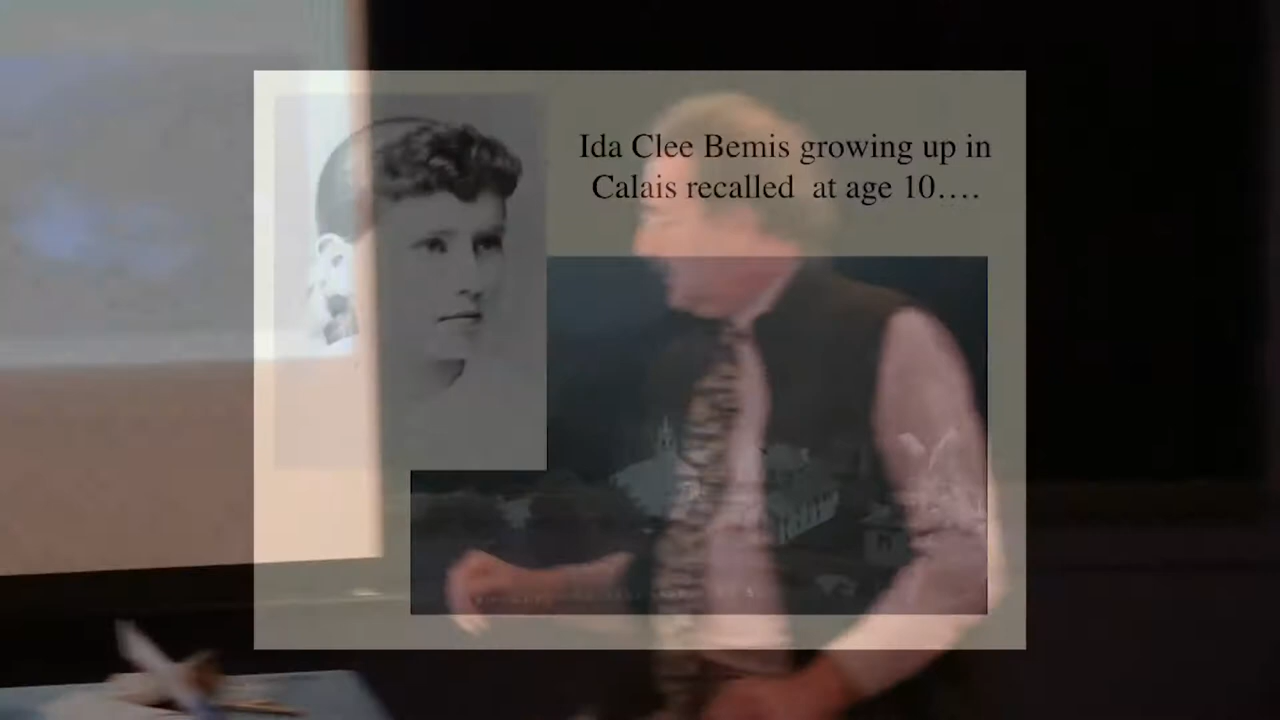 Ida Clee Bemis growing up in
Calais recalled  at age 10….